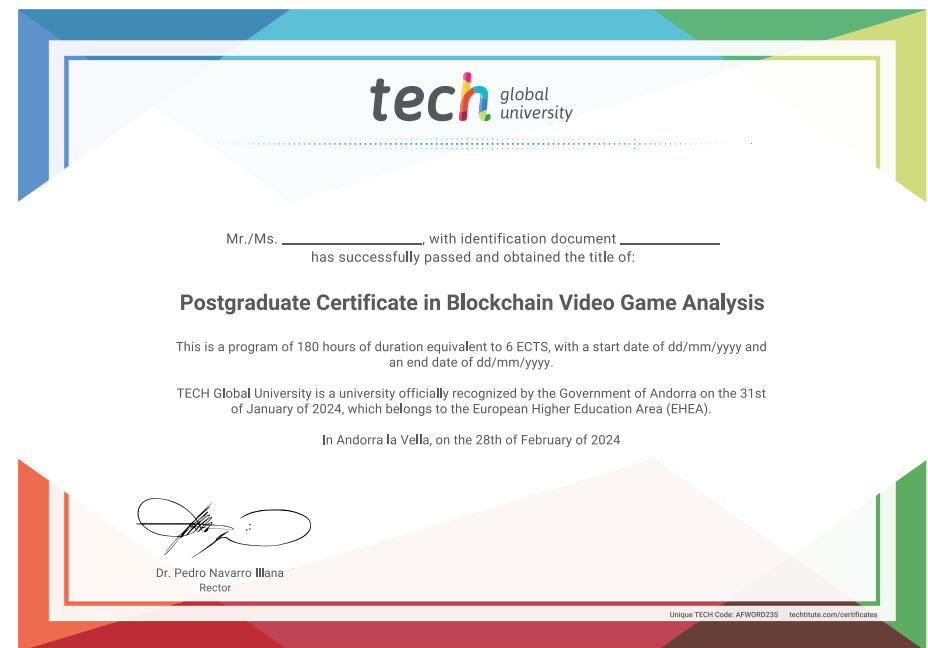 tech global university
Mr./Ms. ____________________, with identification document ______________
has successfully passed and obtained the title of:
Postgraduate Certificate in Blockchain Video Game Analysis
This is a program of 180 hours of duration equivalent to 6 ECTS, with a start date of dd/mm/yyyy and
an end date of dd/mm/yyyy.
TECH Global University is a university officially recognized by the Government of Andorra on the 31st
of January of 2024, which belongs to the European Higher Education Area (EHEA).
In Andorra la Vella, on the 28th of February of 2024
Dr. Pedro Navarro Illana
Rector
Unique TECH Code: AFWORD23S techtitute.com/certificates